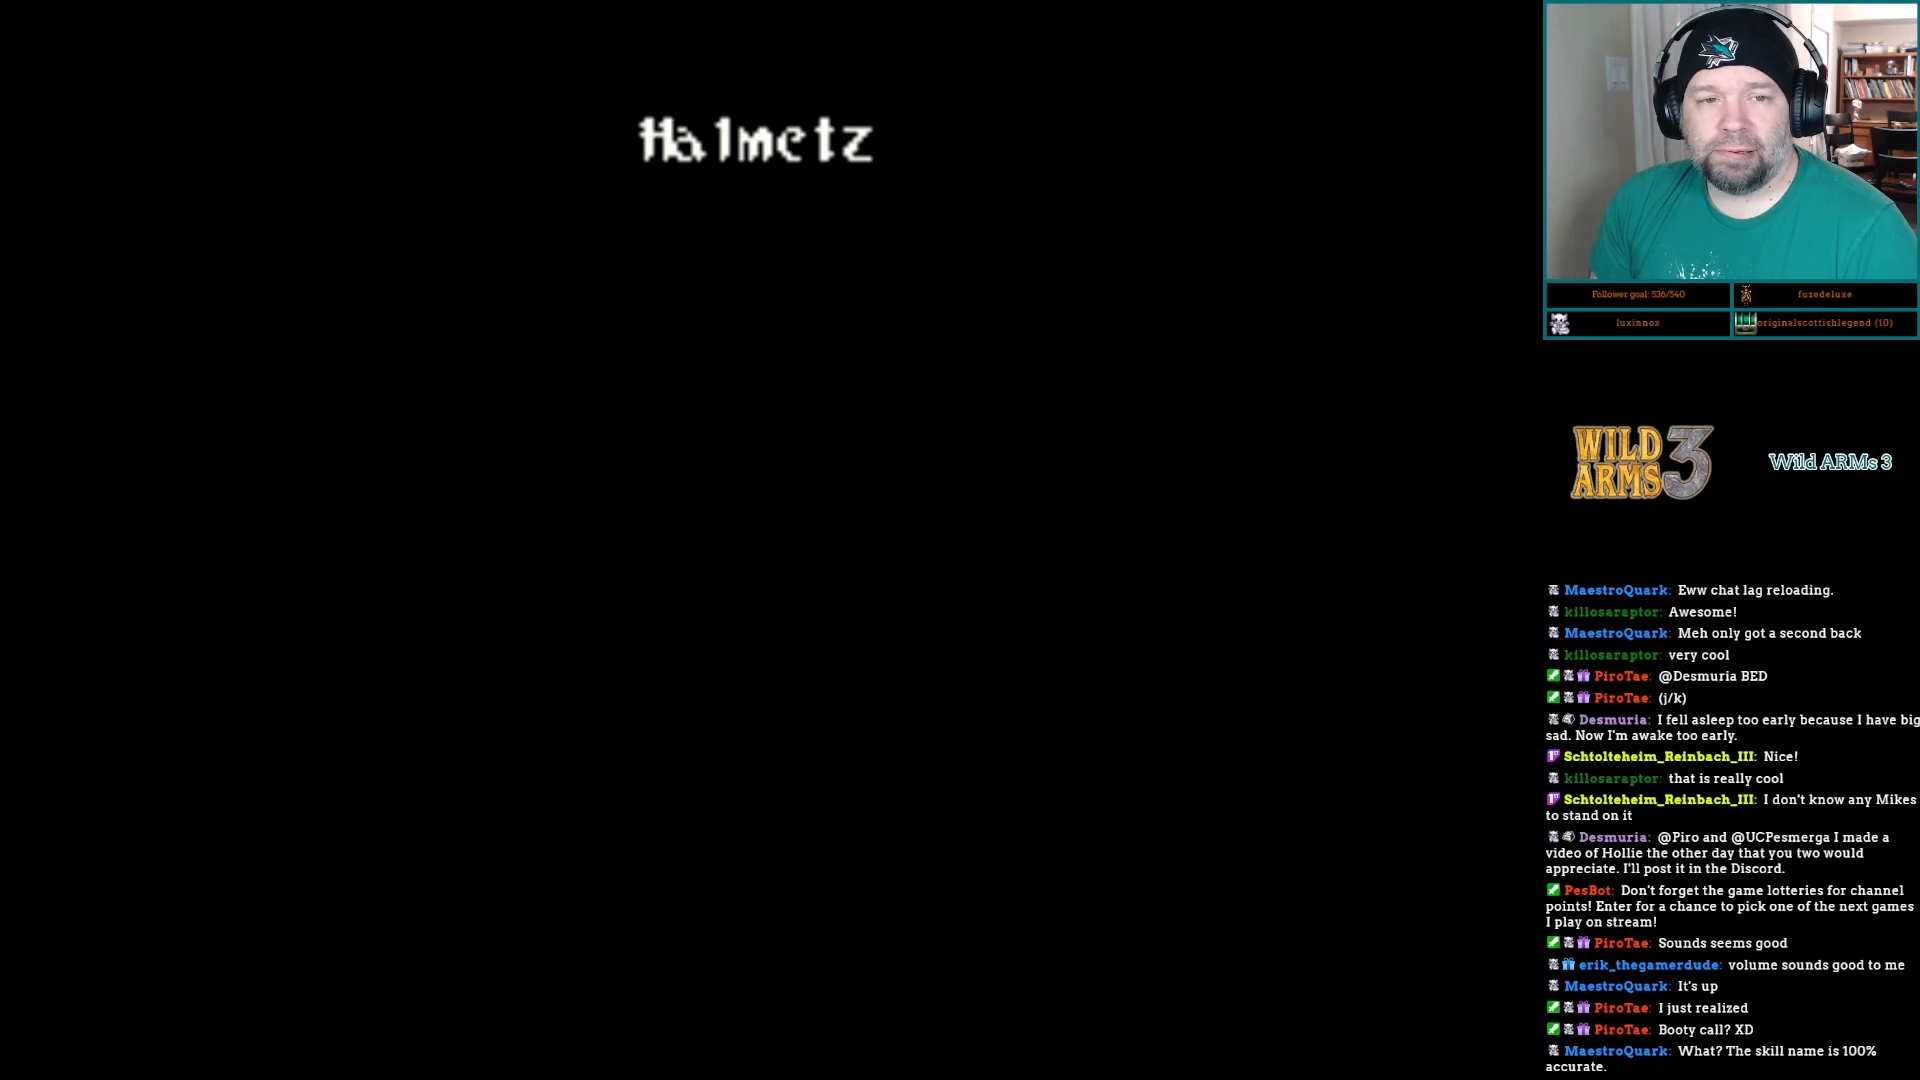 Halmetz
Follower goal: 536/540
fuzedeluxe
luxinnox
originalscottishlegend (10)
WILD
ARMS 3
Wild ARMs 3
MaestroQuark: Eww chat lag reloading.
killosaraptor: Awesome!
MaestroQuark: Meh only got a second back
killosaraptor: very cool
PiroTae: @Desmuria BED
PiroTae: (j/k)
Desmuria: I fell asleep too early because I have big
sad. Now I'm awake too early.
Schtolteheim_Reinbach_III: Nice!
killosaraptor: that is really cool
Schtolteheim_Reinbach_III: I don't know any Mikes
to stand on it
Desmuria: @Piro and @UCPesmerga I made a
video of Hollie the other day that you two would
appreciate. I'll post it in the Discord.
PesBot: Don't forget the game lotteries for channel
points! Enter for a chance to pick one of the next games
I play on stream!
PiroTae: Sounds seems good
erik_thegamerdude: volume sounds good to me
MaestroQuark: It's up
PiroTae: I just realized
PiroTae: Booty call? XD
MaestroQuark: What? The skill name is 100%
accurate.